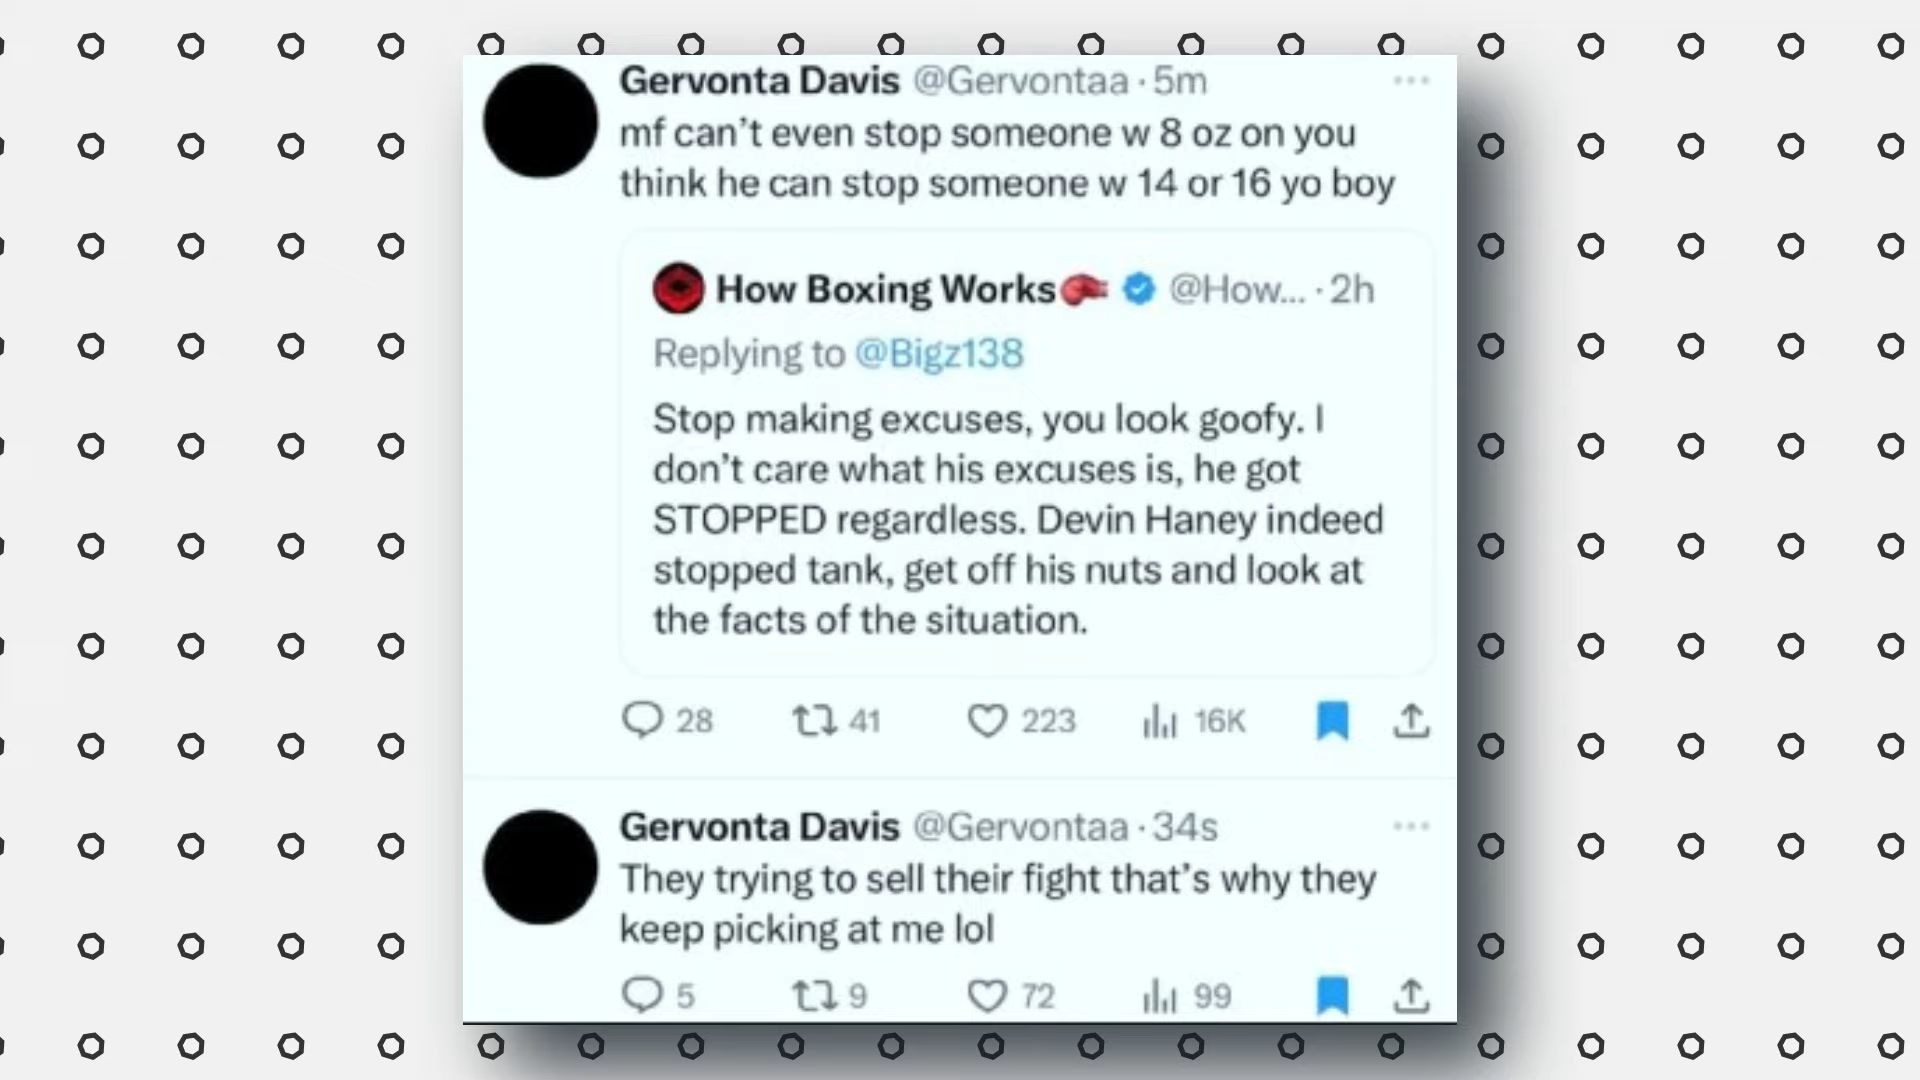 Gervonta Davis @Gervontaa · 5m
mf can't even stop someone w 8 oz on you
think he can stop someone w 14 or 16 yo boy
How Boxing Works🥊 @How... · 2h
Replying to @Bigz138
Stop making excuses, you look goofy. I
don't care what his excuses is, he got
STOPPED regardless. Devin Haney indeed
stopped tank, get off his nuts and look at
the facts of the situation.
28 41 223 16K
Gervonta Davis @Gervontaa · 34s
They trying to sell their fight that's why they
keep picking at me lol
5 9 72 99